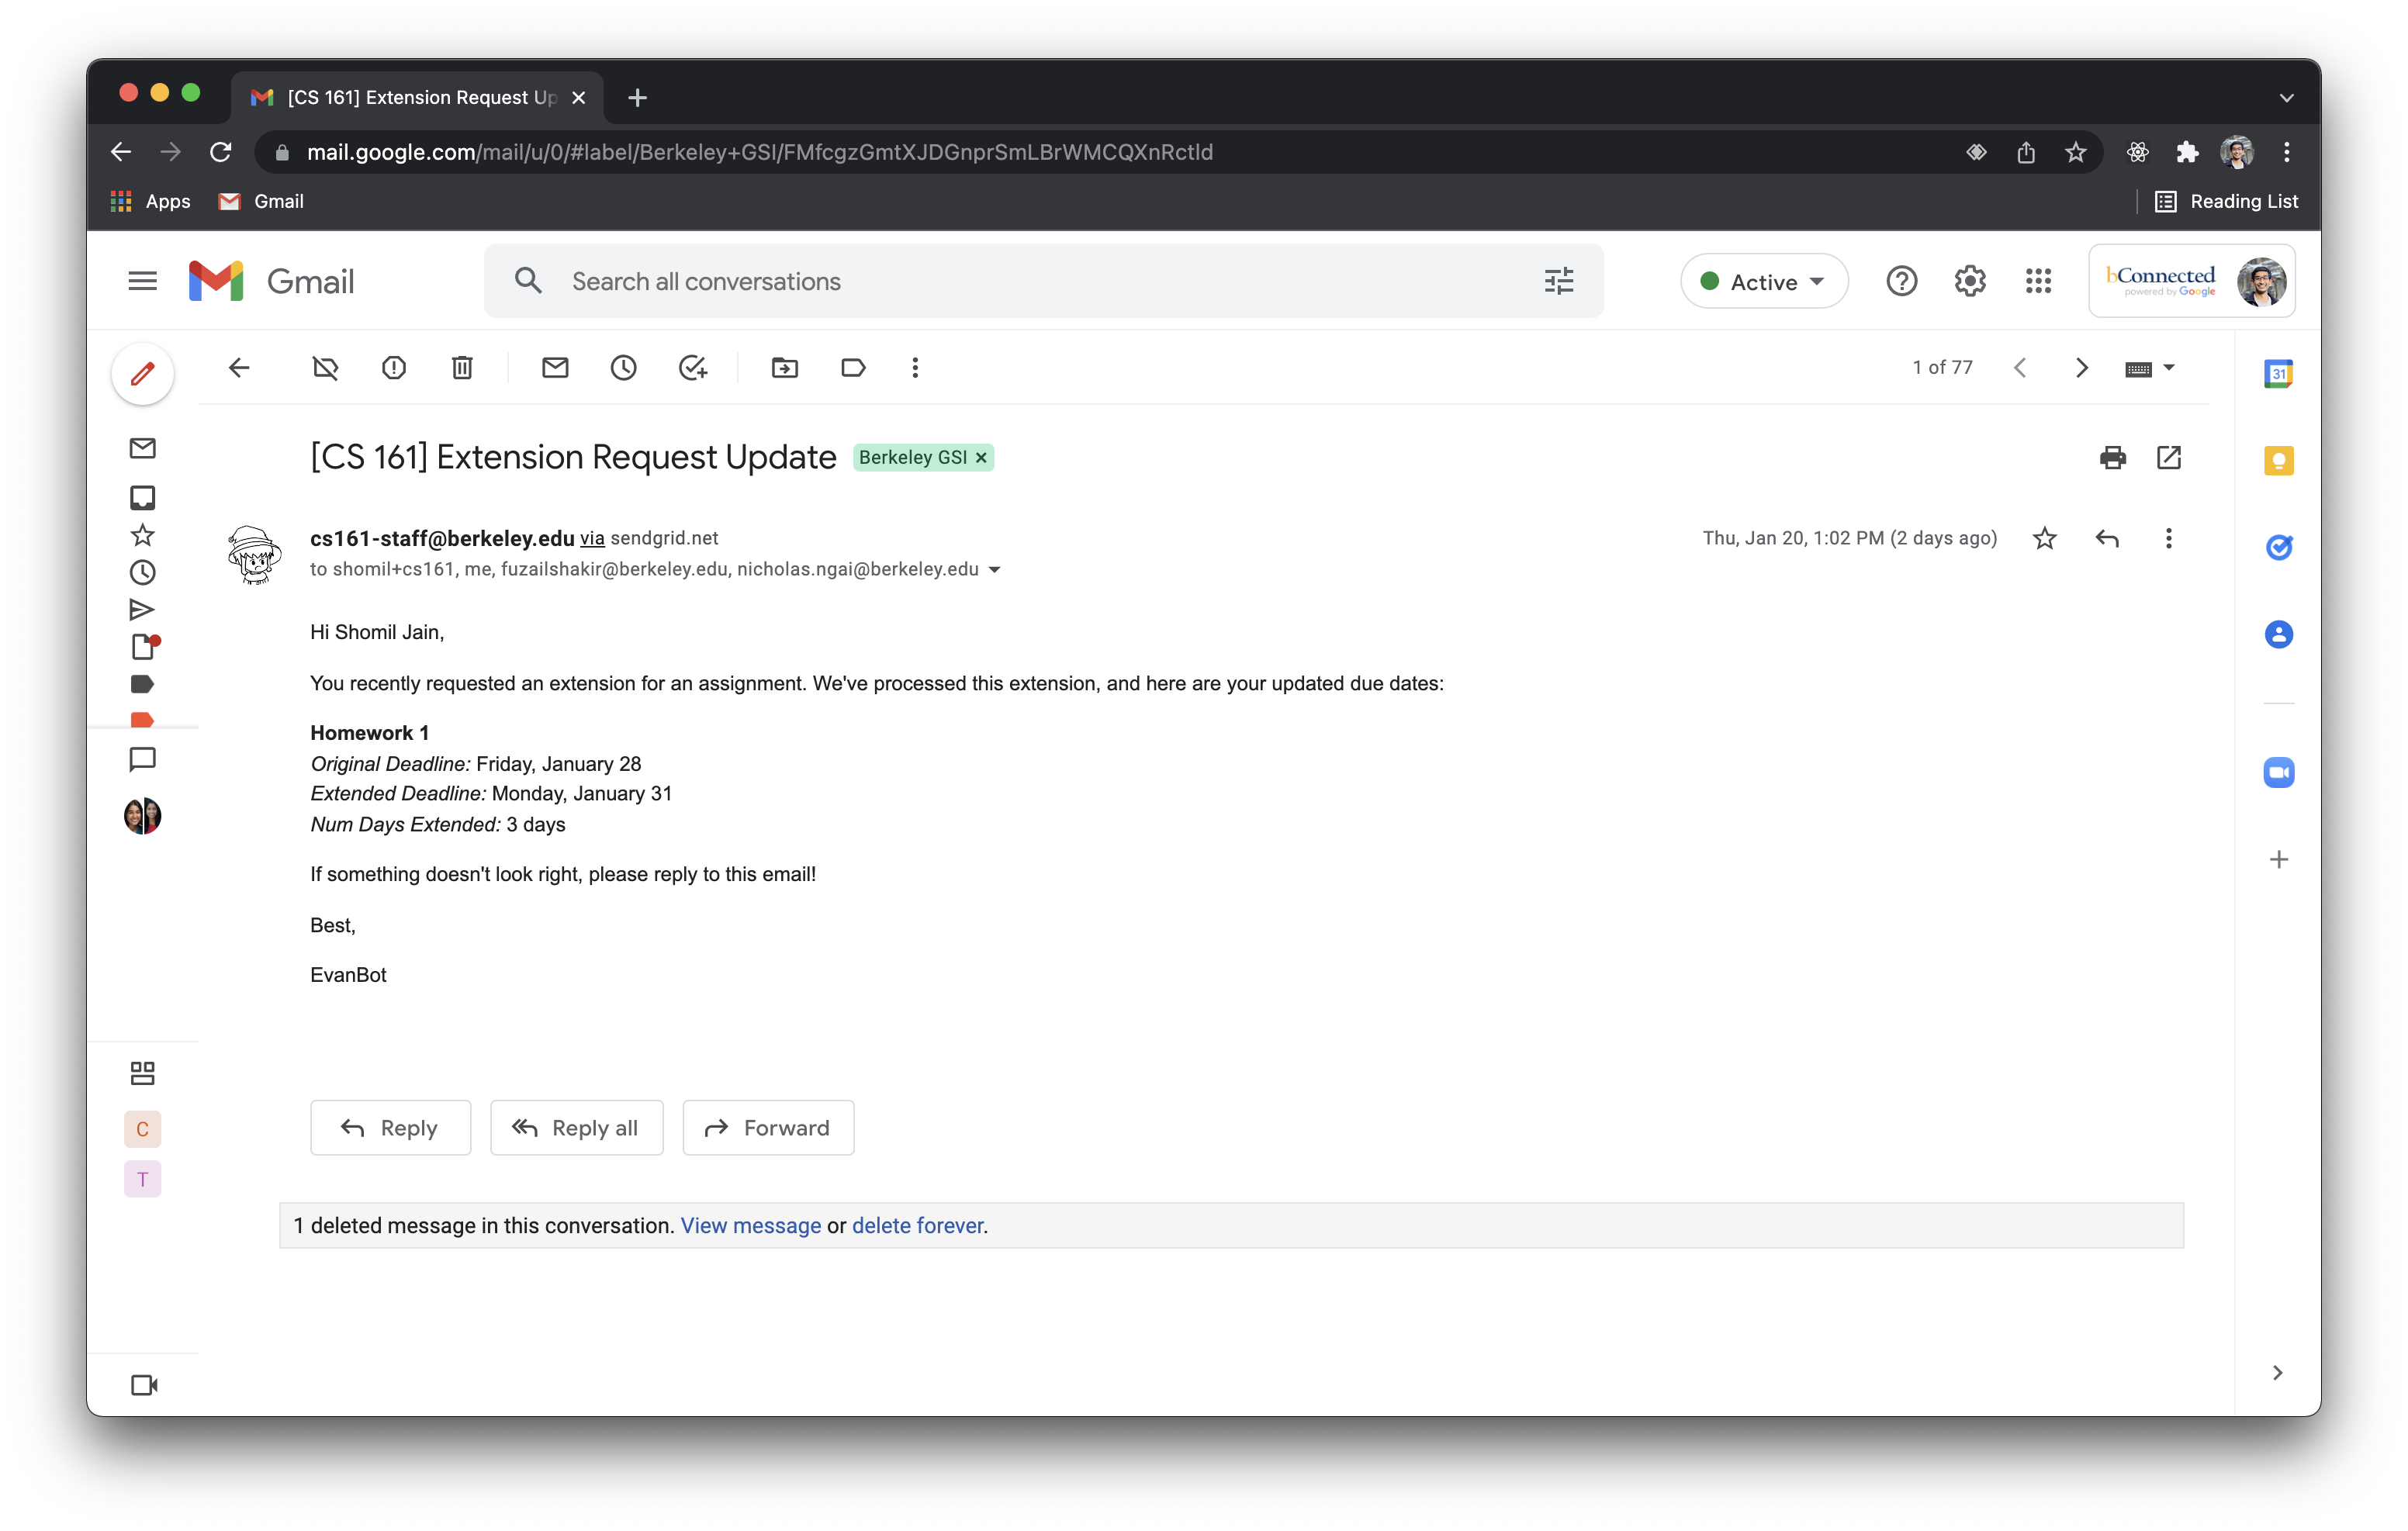 [CS 161] Extension Request Up
mail.google.com/mail/u/0/#label/Berkeley+GSI/FMfcgzGmtXJDGnprSmLBrWMCQXnRctld
Apps Gmail Reading List
Gmail Search all conversations Active bConnected
powered by Google
1 of 77
31
[CS 161] Extension Request Update Berkeley GSI ×
cs161-staff@berkeley.edu via sendgrid.net Thu, Jan 20, 1:02 PM (2 days ago)
to shomil+cs161, me, fuzailshakir@berkeley.edu, nicholas.ngai@berkeley.edu
Hi Shomil Jain,
You recently requested an extension for an assignment. We've processed this extension, and here are your updated due dates:
Homework 1
Original Deadline: Friday, January 28
Extended Deadline: Monday, January 31
Num Days Extended: 3 days
If something doesn't look right, please reply to this email!
Best,
EvanBot
C
T
Reply Reply all Forward
1 deleted message in this conversation. View message or delete forever.